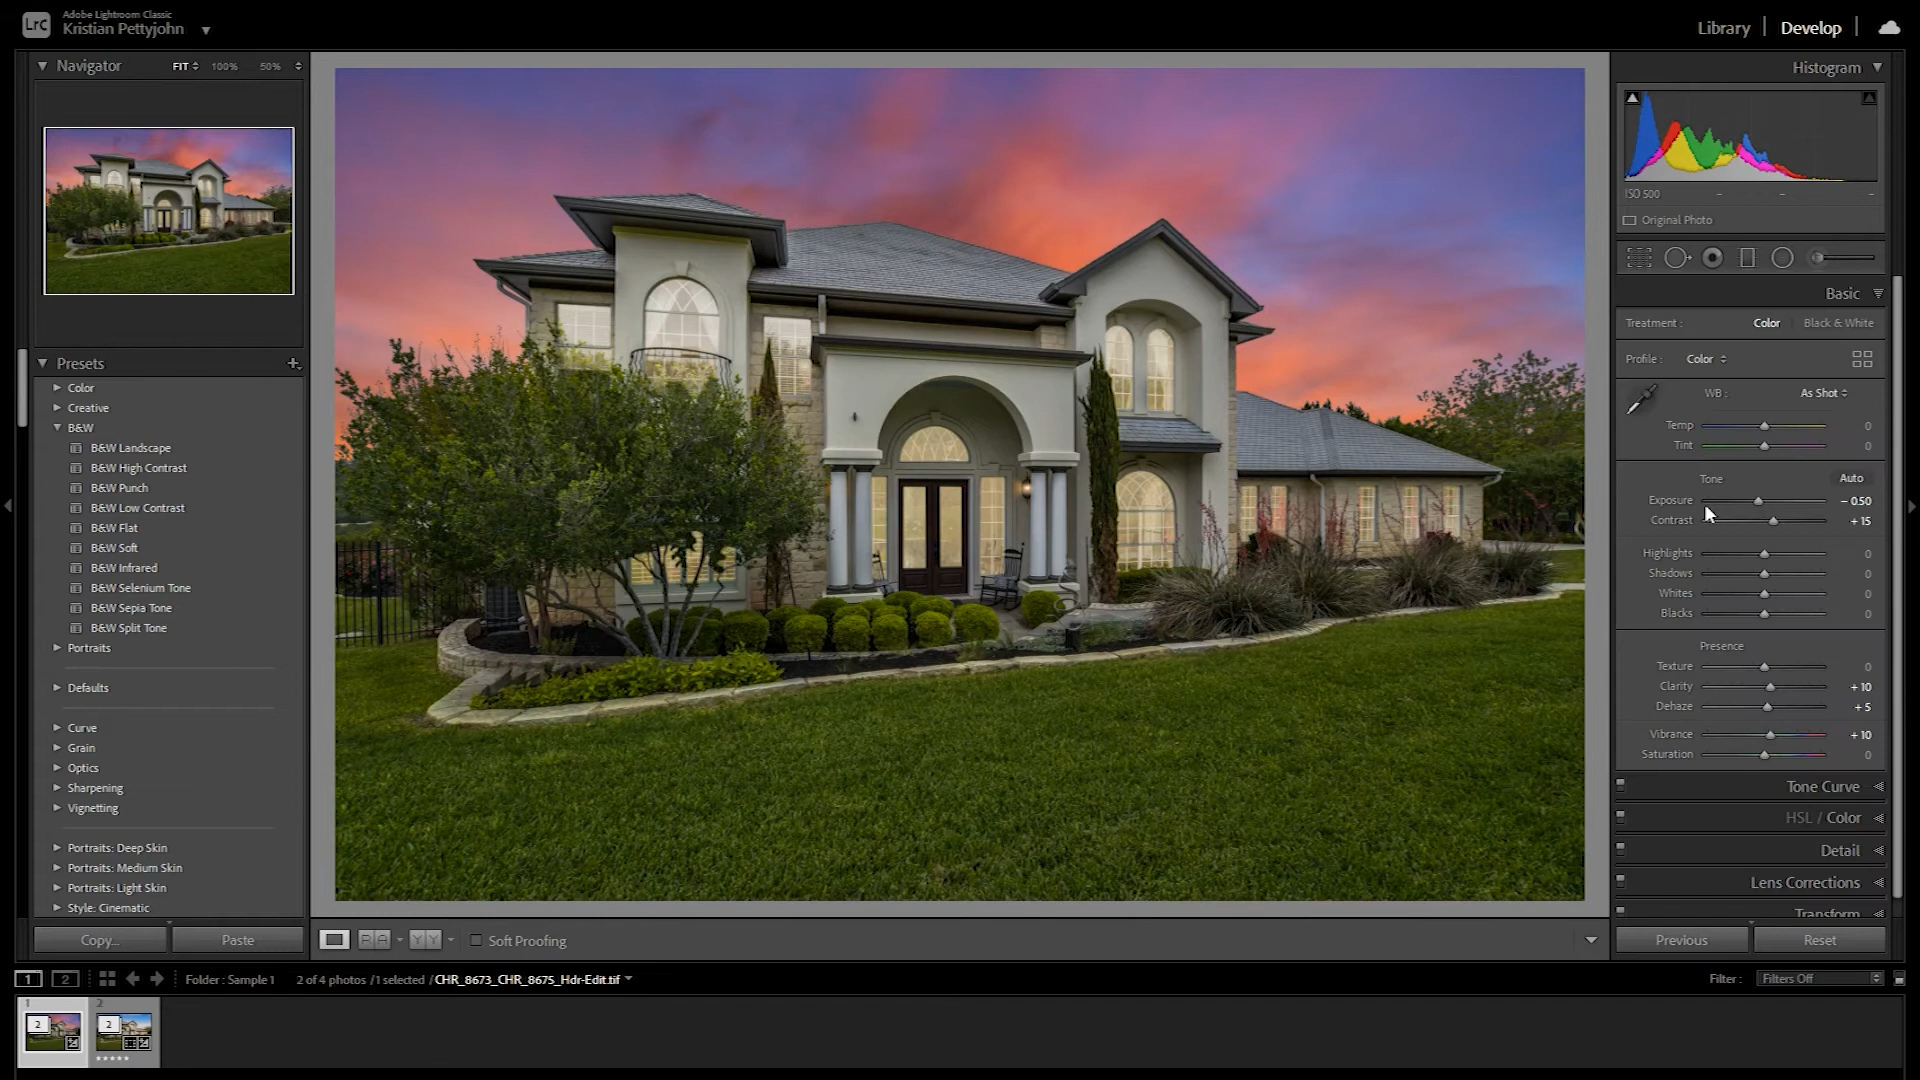 LrC
Adobe Lightroom Classic
Kristian Pettyjohn
Library
Develop
Navigator
FIT
100%
50%
Presets
Color
Creative
B&W
B&W Landscape
B&W High Contrast
B&W Punch
B&W Low Contrast
B&W Flat
B&W Soft
B&W Infrared
B&W Selenium Tone
B&W Sepia Tone
B&W Split Tone
Portraits
Defaults
Curve
Grain
Optics
Sharpening
Vignetting
Portraits: Deep Skin
Portraits: Medium Skin
Portraits: Light Skin
Style: Cinematic
Copy...
Paste
Soft Proofing
Histogram
ISO 500
Original Photo
Basic
Treatment :
Color
Black & White
Profile :
Color
WB :
As Shot
Temp
0
Tint
0
Tone
Auto
Exposure
– 0.50
Contrast
+ 15
Highlights
0
Shadows
0
Whites
0
Blacks
0
Presence
Texture
0
Clarity
+ 10
Dehaze
+ 5
Vibrance
+ 10
Saturation
0
Tone Curve
HSL / Color
Detail
Lens Corrections
Transform
Previous
Reset
1
2
Folder : Sample 1
2 of 4 photos /1 selected /CHR_8673_CHR_8675_Hdr-Edit.tif
Filter :
Filters Off
1
2
2
2